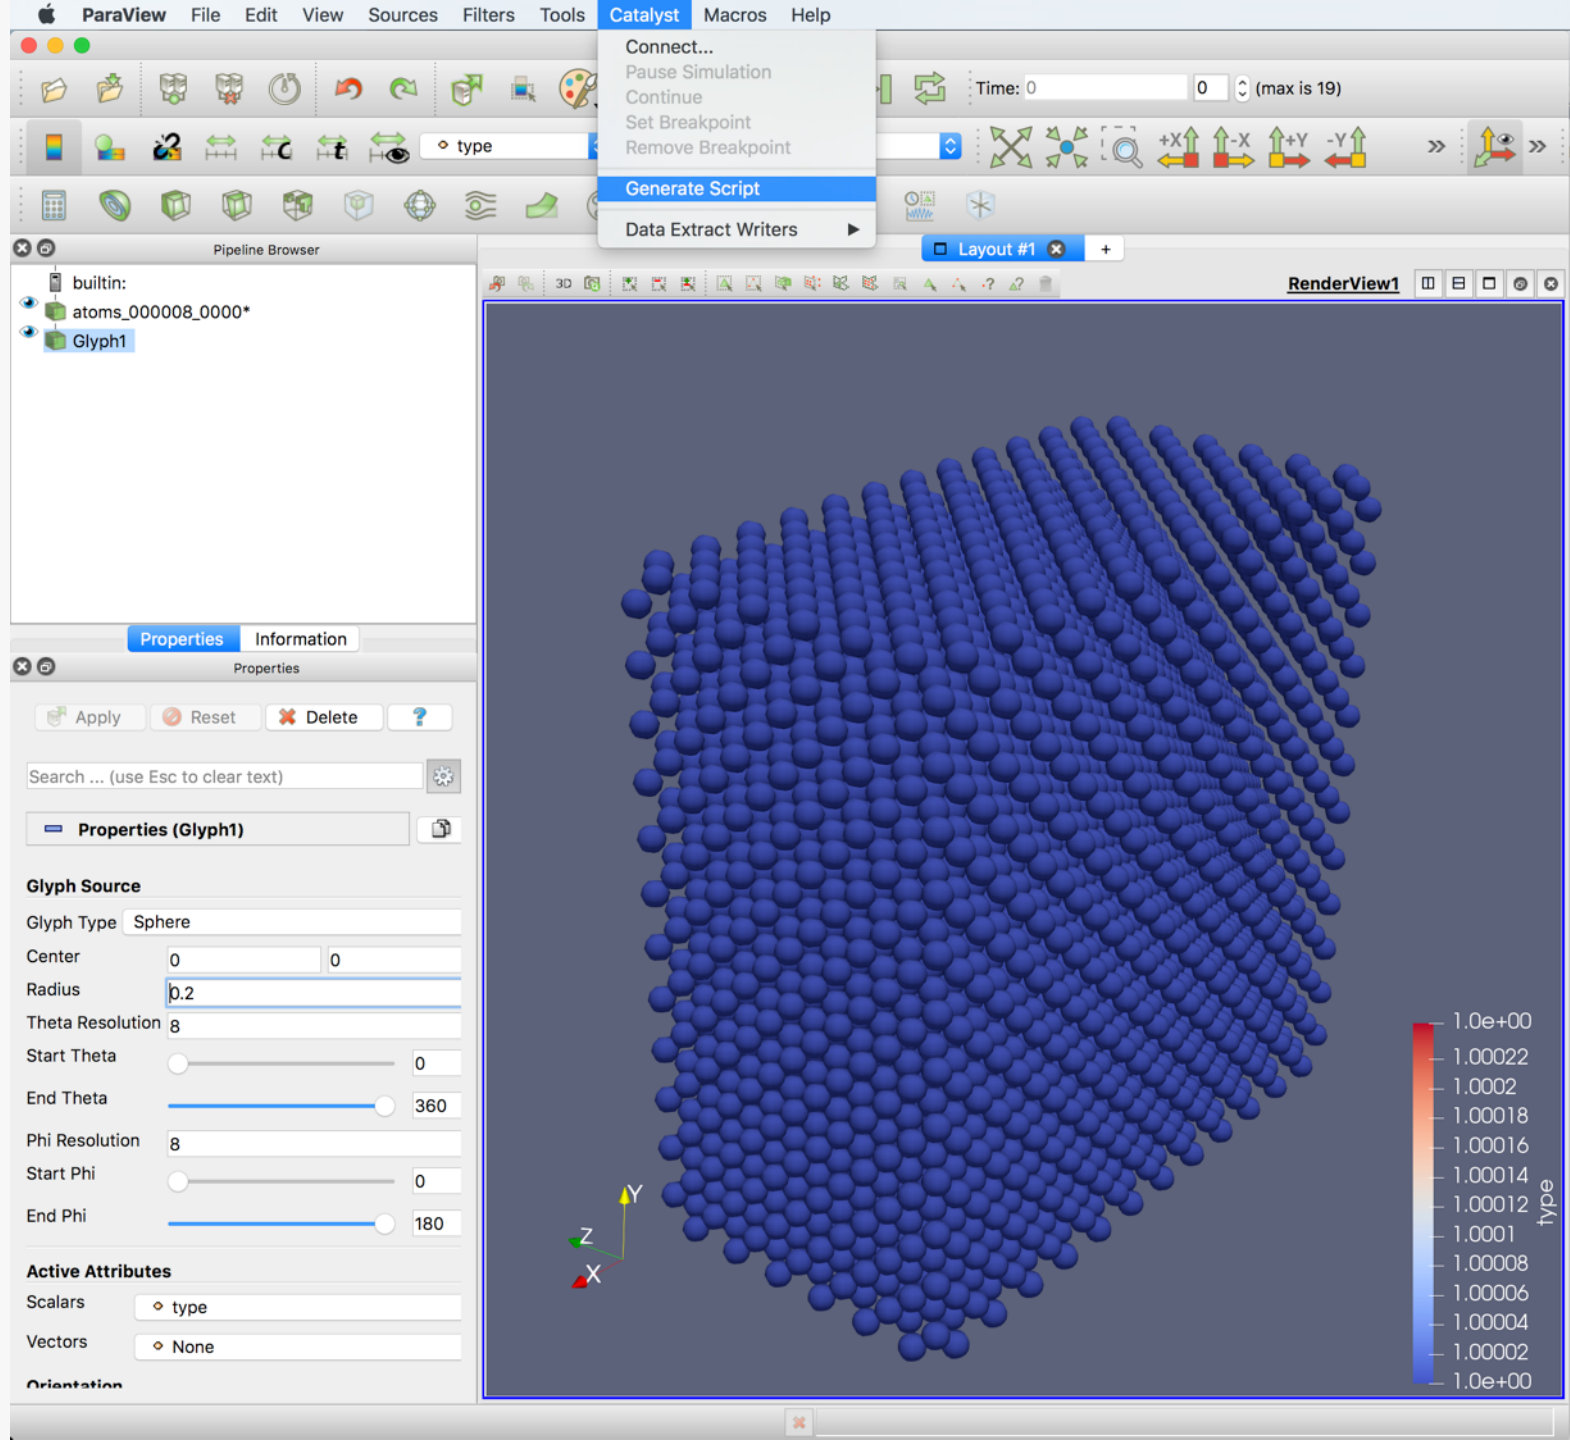 ParaView File Edit View Sources Filters Tools Catalyst Macros Help
Connect...
Pause Simulation
Continue
Set Breakpoint
Remove Breakpoint
Generate Script
Data Extract Writers
Time: 0 0 (max is 19)
type
+X -X +Y -Y
Pipeline Browser
Layout #1 +
builtin:
atoms_000008_0000*
Glyph1
3D
RenderView1
Properties Information
Properties
Apply Reset Delete ?
Search ... (use Esc to clear text)
Properties (Glyph1)
Glyph Source
Glyph Type Sphere
Center 0 0
Radius 0.2
Theta Resolution 8
Start Theta 0
End Theta 360
Phi Resolution 8
Start Phi 0
End Phi 180
Active Attributes
Scalars type
Vectors None
Orientation
Y
Z
X
1.0e+00
1.00022
1.0002
1.00018
1.00016
1.00014
1.00012
1.0001
1.00008
1.00006
1.00004
1.00002
1.0e+00
type